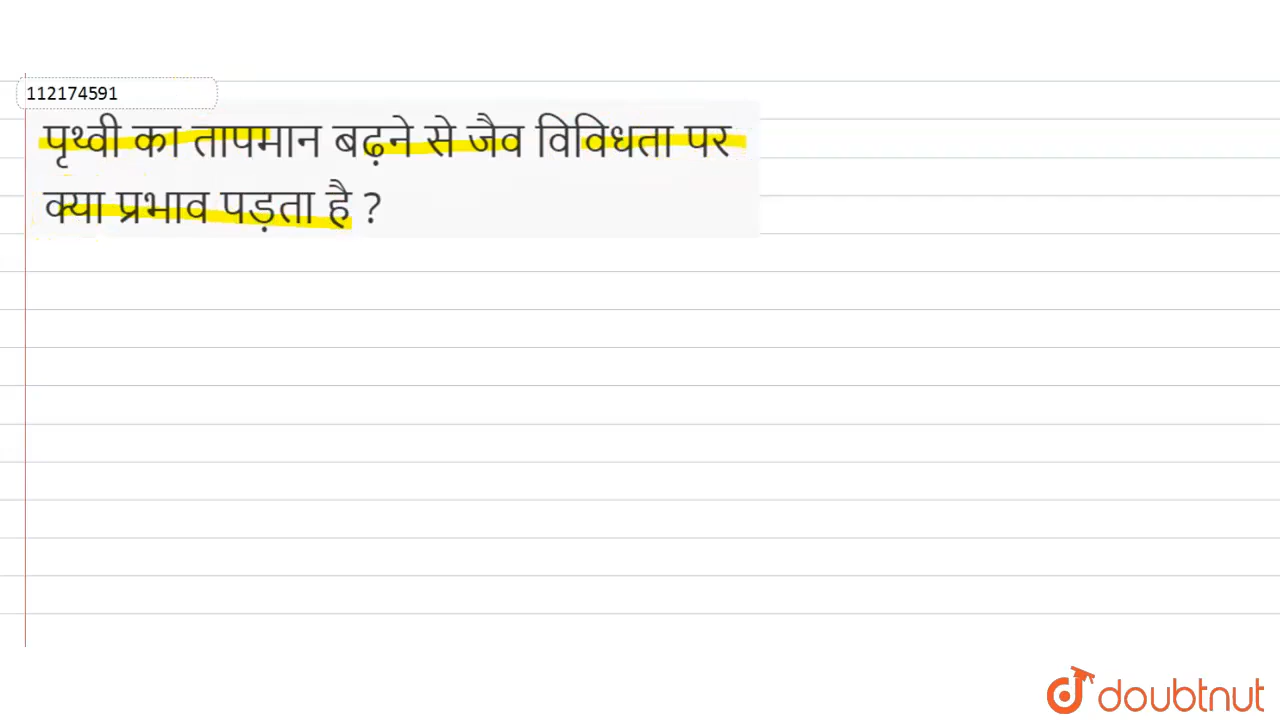 112174591
पृथ्वी का तापमान बढ़ने से जैव विविधता पर
क्या प्रभाव पड़ता है ?
doubtnut